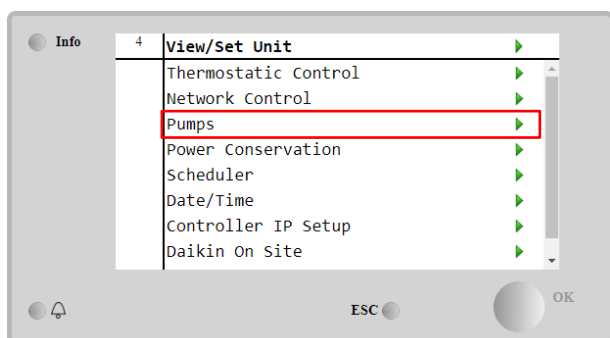 Info
4 View/Set Unit
Thermostatic Control
Network Control
Pumps
Power Conservation
Scheduler
Date/Time
Controller IP Setup
Daikin On Site
ESC
OK